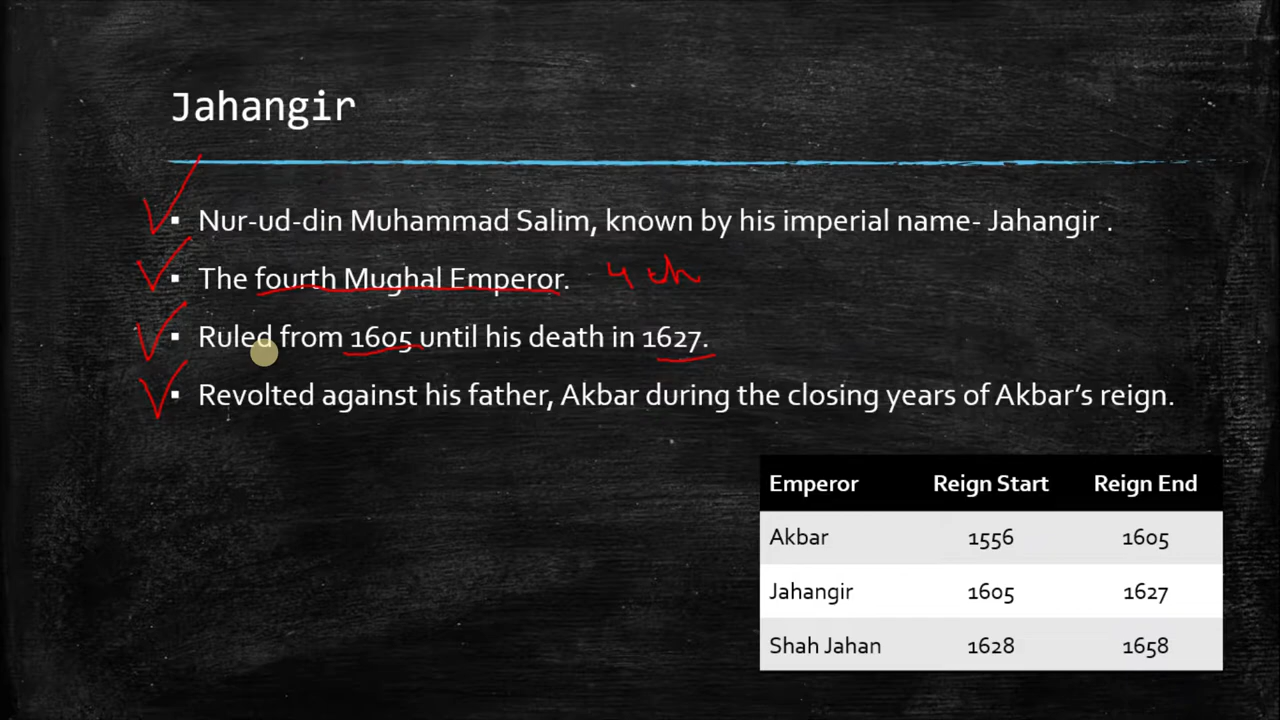 Jahangir
Nur-ud-din Muhammad Salim, known by his imperial name- Jahangir .
The fourth Mughal Emperor. 4 th
Ruled from 1605 until his death in 1627.
Revolted against his father, Akbar during the closing years of Akbar's reign.
Emperor Reign Start Reign End
Akbar 1556 1605
Jahangir 1605 1627
Shah Jahan 1628 1658